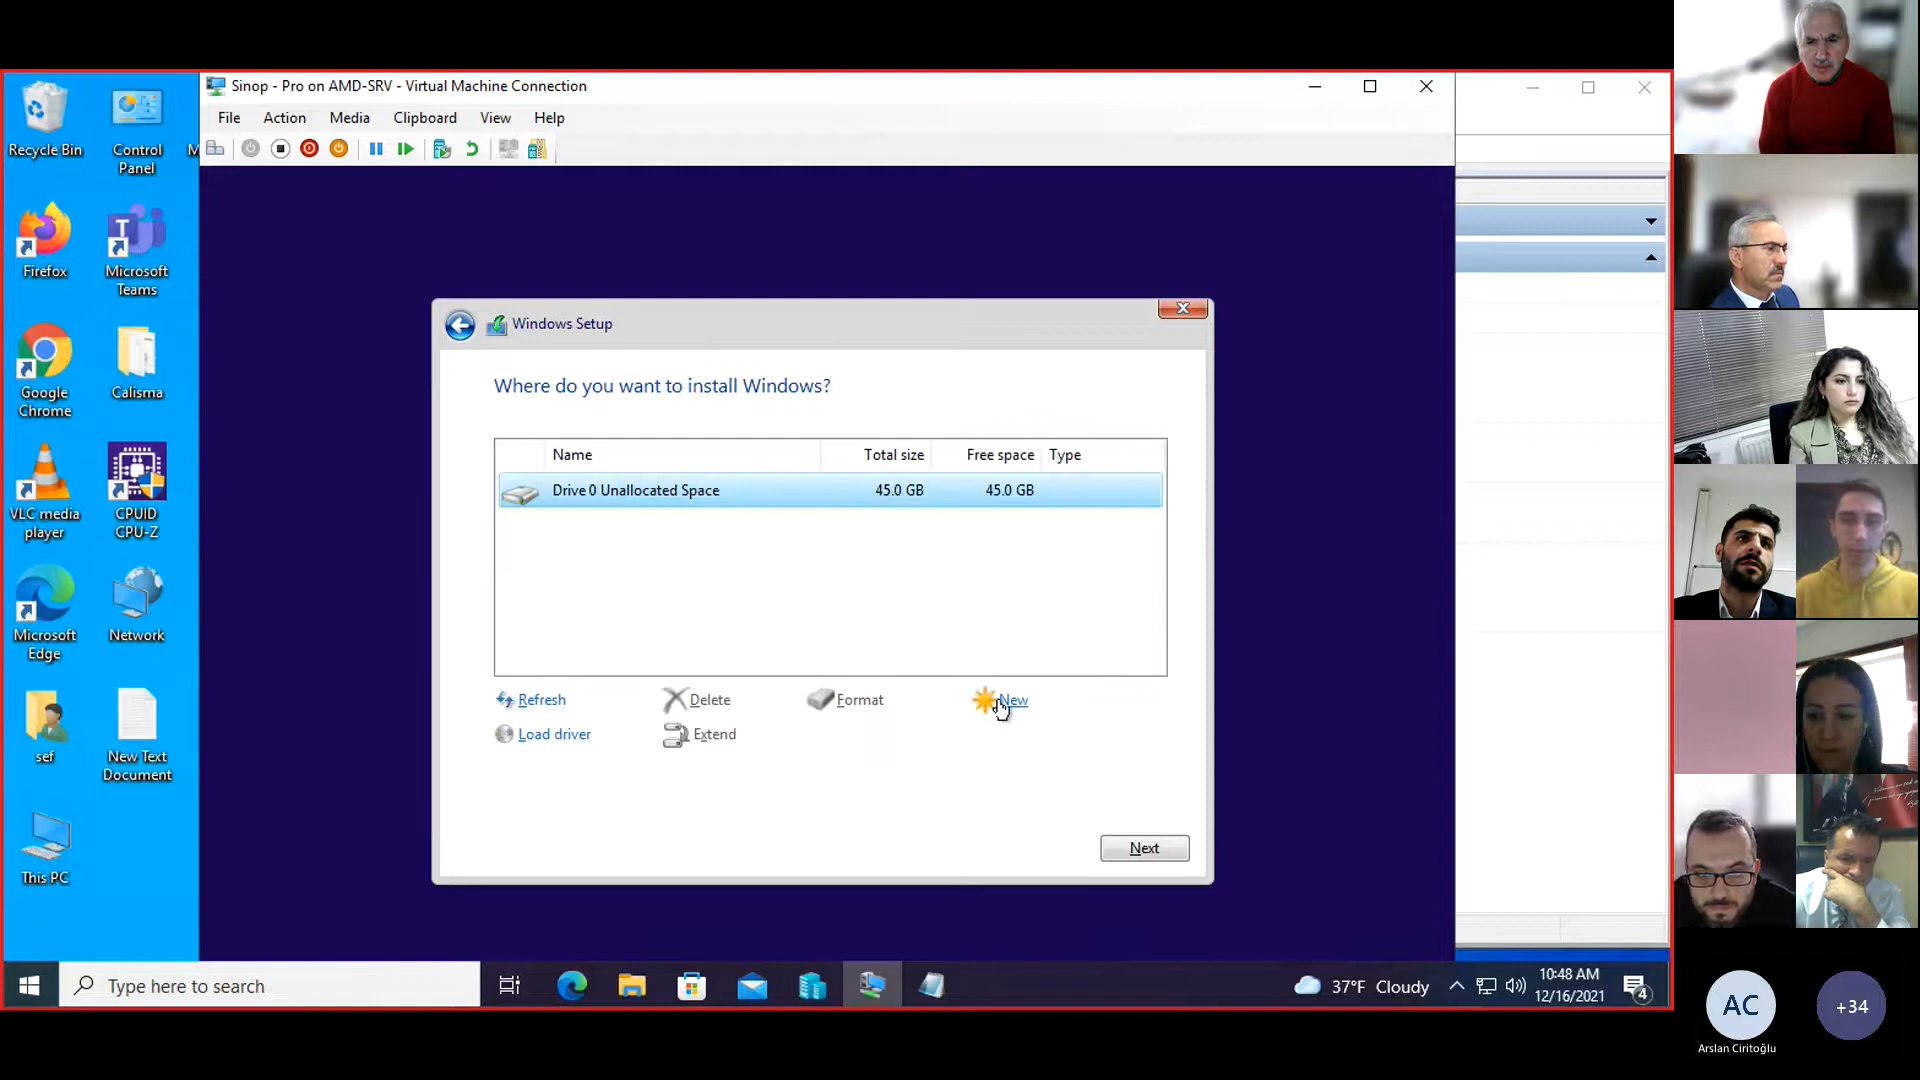 Sinop - Pro on AMD-SRV - Virtual Machine Connection
File Action Media Clipboard View Help
Recycle Bin
Control
Panel
M
Firefox
Microsoft
Teams
Google
Chrome
Calisma
VLC media
player
CPUID
CPU-Z
Microsoft
Edge
Network
sef
New Text
Document
This PC
Windows Setup
Where do you want to install Windows?
Name Total size Free space Type
Drive 0 Unallocated Space 45.0 GB 45.0 GB
Refresh Delete Format New
Load driver Extend
Next
Type here to search
37°F Cloudy
10:48 AM
12/16/2021
4
AC
Arslan Ciritoğlu
+34